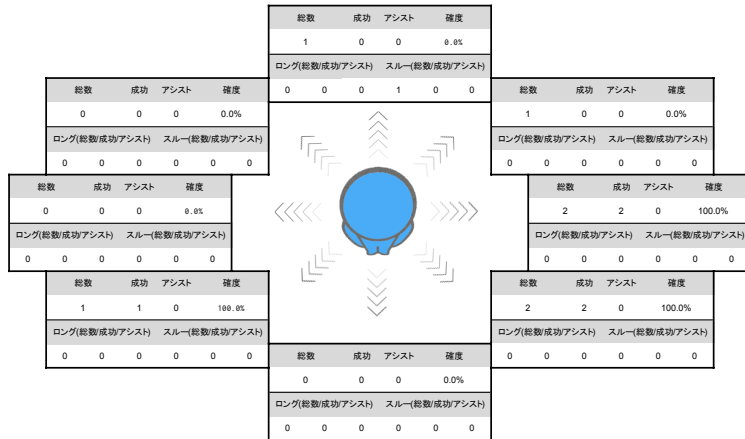 総数 成功 アシスト 確度
1 0 0 0.0%
ロング(総数/成功/アシスト) スルー(総数/成功/アシスト)
0 0 0 1 0 0
総数 成功 アシスト 確度
0 0 0 0.0%
ロング(総数/成功/アシスト) スルー(総数/成功/アシスト)
0 0 0 0 0 0
総数 成功 アシスト 確度
1 0 0 0.0%
ロング(総数/成功/アシスト) スルー(総数/成功/アシスト)
0 0 0 0 0 0
総数 成功 アシスト 確度
0 0 0 0.0%
ロング(総数/成功/アシスト) スルー(総数/成功/アシスト)
0 0 0 0 0 0
総数 成功 アシスト 確度
2 2 0 100.0%
ロング(総数/成功/アシスト) スルー(総数/成功/アシスト)
0 0 0 0 0 0
総数 成功 アシスト 確度
1 1 0 100.0%
ロング(総数/成功/アシスト) スルー(総数/成功/アシスト)
0 0 0 0 0 0
総数 成功 アシスト 確度
2 2 0 100.0%
ロング(総数/成功/アシスト) スルー(総数/成功/アシスト)
0 0 0 0 0 0
総数 成功 アシスト 確度
0 0 0 0.0%
ロング(総数/成功/アシスト) スルー(総数/成功/アシスト)
0 0 0 0 0 0